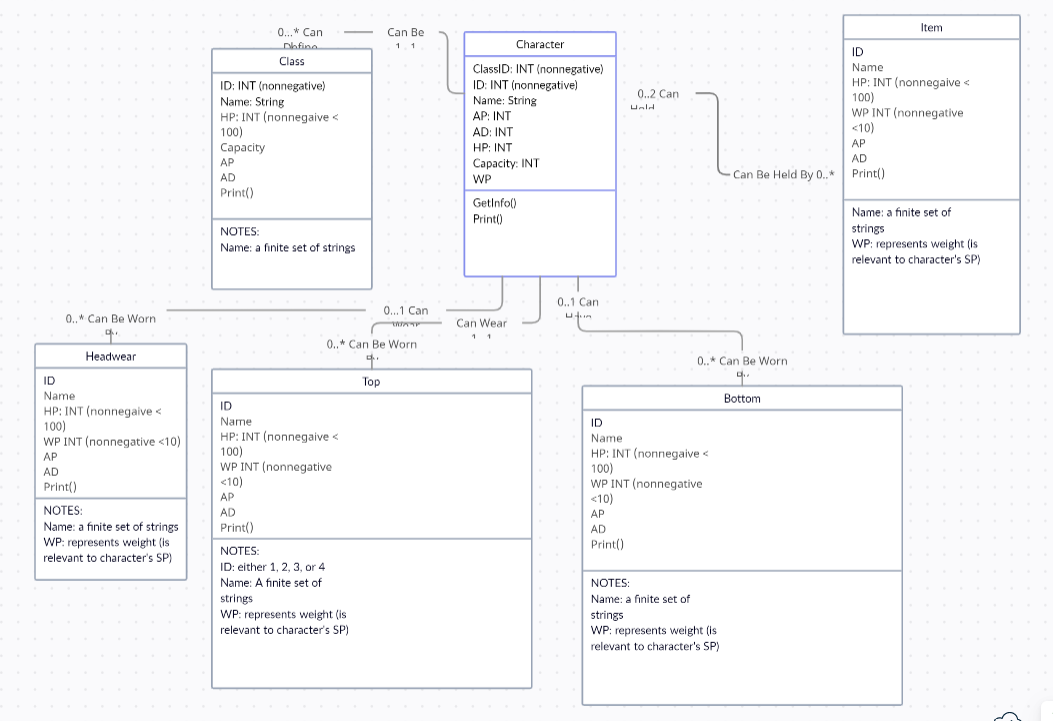 0...* Can
Can Be
1..1
Class
ID: INT (nonnegative)
Name: String
HP: INT (nonnegaive <
100)
Capacity
AP
AD
Print()
NOTES:
Name: a finite set of strings
Character
ClassID: INT (nonnegative)
ID: INT (nonnegative)
Name: String
AP: INT
AD: INT
HP: INT
Capacity: INT
WP
GetInfo()
Print()
0..2 Can
Can Be Held By 0..*
Item
ID
Name
HP: INT (nonnegaive <
100)
WP INT (nonnegative
<10)
AP
AD
Print()
Name: a finite set of
strings
WP: represents weight (is
relevant to character's SP)
0..* Can Be Worn
0...1 Can
Can Wear
1..1
0..1 Can
0..* Can Be Worn
0..* Can Be Worn
Headwear
ID
Name
HP: INT (nonnegaive <
100)
WP INT (nonnegative <10)
AP
AD
Print()
NOTES:
Name: a finite set of strings
WP: represents weight (is
relevant to character's SP)
Top
ID
Name
HP: INT (nonnegaive <
100)
WP INT (nonnegative
<10)
AP
AD
Print()
NOTES:
ID: either 1, 2, 3, or 4
Name: A finite set of
strings
WP: represents weight (is
relevant to character's SP)
Bottom
ID
Name
HP: INT (nonnegaive <
100)
WP INT (nonnegative
<10)
AP
AD
Print()
NOTES:
Name: a finite set of
strings
WP: represents weight (is
relevant to character's SP)